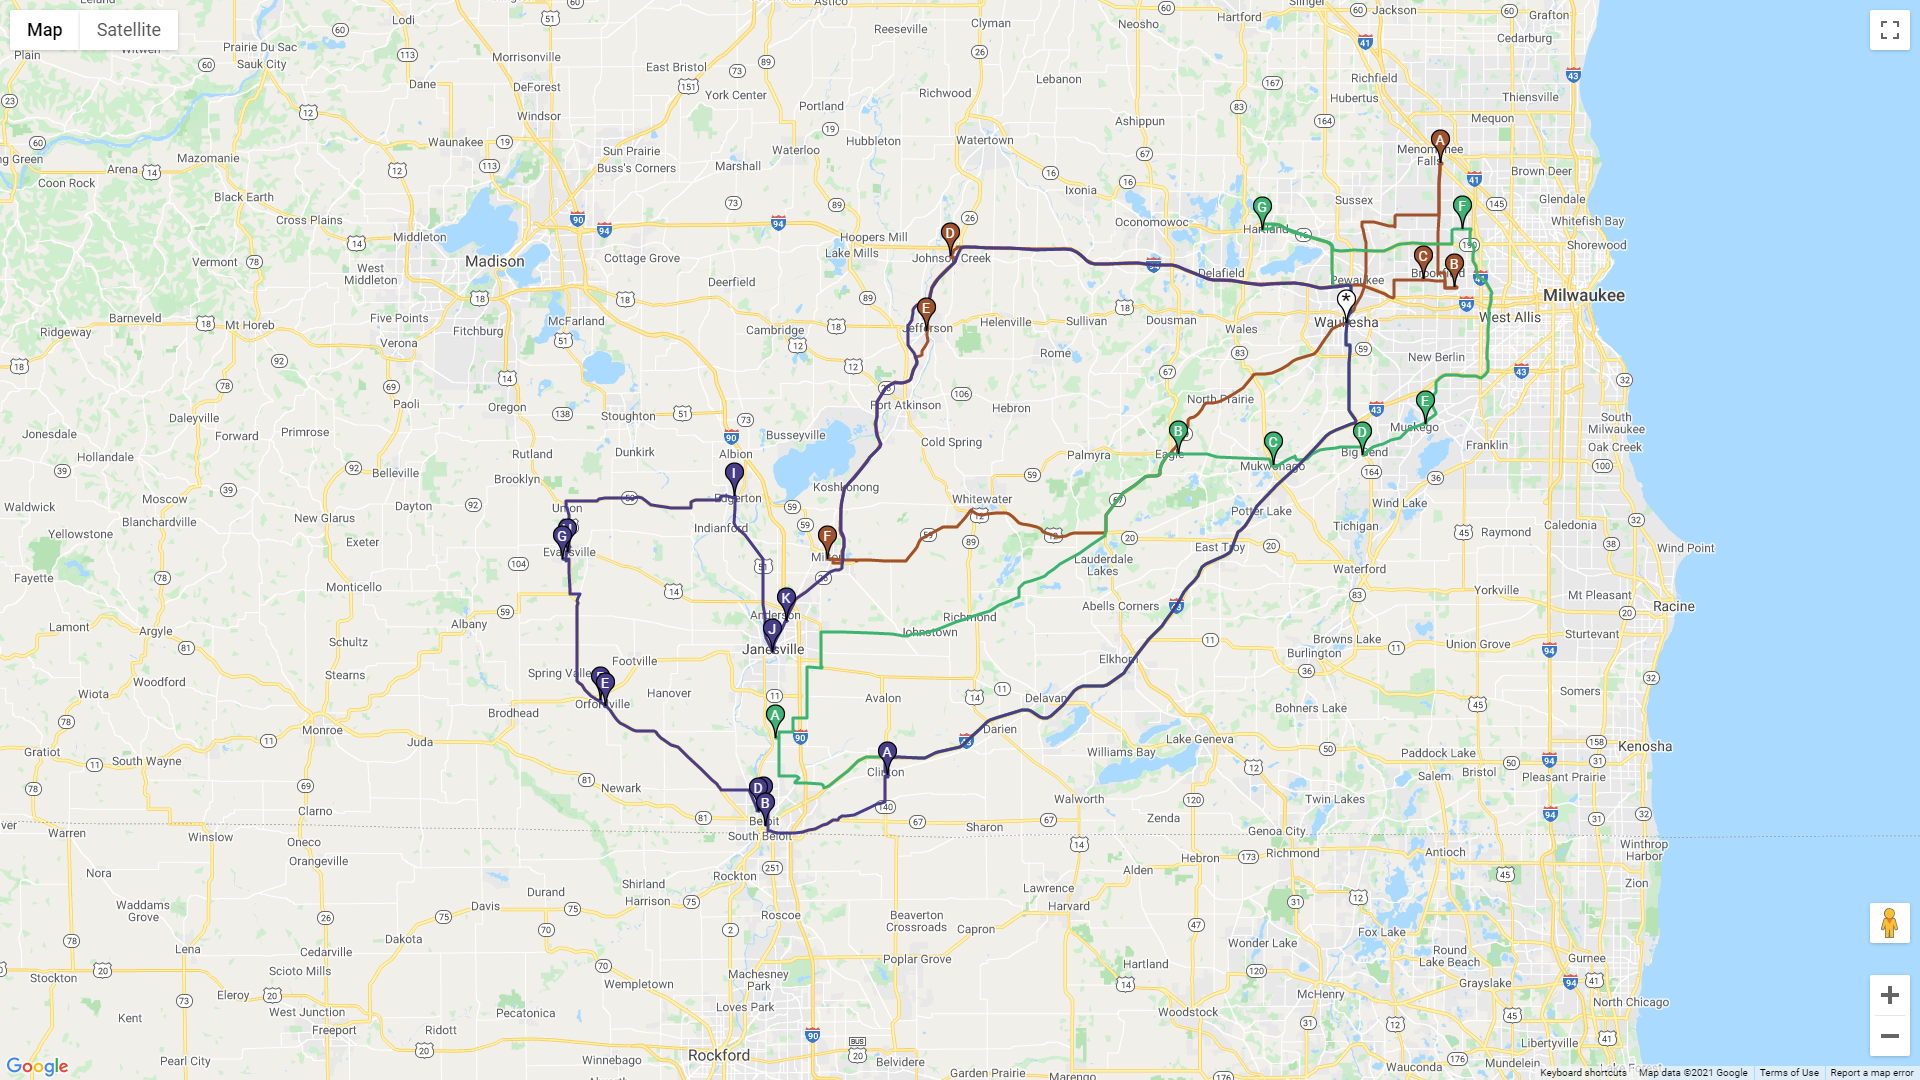 Map
Satellite
Lodi
Astico
Clyman
Neosho
Hartford
Slinger
Jackson
Grafton
Reeseville
Cedarburg
Plain
Witwen
Prairie Du Sac
Sauk City
Morrisonville
East Bristol
Lebanon
Richfield
Thiensville
Dane
DeForest
York Center
Portland
Richwood
Hubertus
Windsor
Ashippun
Mequon
Waunakee
Sun Prairie
Buss's Corners
Waterloo
Hubbleton
Watertown
Menomonee
Falls
Mazomanie
Marshall
Arena
Coon Rock
Black Earth
Ixonia
Brown Deer
Cross Plains
Sussex
Glendale
Oconomowoc
Whitefish Bay
Middleton
Hoopers Mill
Hartland
Shorewood
Vermont
West
Middleton
Madison
Cottage Grove
Lake Mills
Johnson Creek
Delafield
Pewaukee
Brookfield
Deerfield
Milwaukee
Ridgeway
Barneveld
Mt Horeb
Five Points
Fitchburg
McFarland
Cambridge
Jefferson
Helenville
Sullivan
Dousman
Wales
Waukesha
West Allis
Verona
Rome
New Berlin
Daleyville
Paoli
Oregon
Stoughton
Fort Atkinson
Hebron
North Prairie
Jonesdale
Forward
Primrose
Busseyville
Cold Spring
Muskego
South
Milwaukee
Hollandale
Rutland
Dunkirk
Albion
Palmyra
Eagle
Mukwonago
Big Bend
Franklin
Oak Creek
Belleville
Brooklyn
Koshkonong
Moscow
Dayton
Union
Edgerton
Whitewater
Potter Lake
Wind Lake
Waldwick
Blanchardville
New Glarus
Indianford
Tichigan
Raymond
Caledonia
Yellowstone
Exeter
Evansville
Milton
Lauderdale
Lakes
East Troy
Waterford
Wind Point
Fayette
Monticello
Yorkville
Mt Pleasant
Lamont
Argyle
Albany
Anderson
Richmond
Abells Corners
Racine
Schultz
Johnstown
Browns Lake
Union Grove
Sturtevant
Janesville
Burlington
Woodford
Stearns
Spring Valley
Footville
Elkhorn
Wiota
Orfordville
Hanover
Avalon
Delavan
Somers
Brodhead
Darien
Bohners Lake
Gratiot
South Wayne
Monroe
Juda
Williams Bay
Lake Geneva
Paddock Lake
Kenosha
Clinton
Salem
Bristol
Pleasant Prairie
Newark
Walworth
Twin Lakes
Clarno
Beloit
South Beloit
Sharon
Zenda
Genoa City
Warren
Winslow
Oneco
Orangeville
Hebron
Richmond
Antioch
Winthrop
Harbor
Nora
Rockton
Alden
Shirland
Harrison
Lawrence
Zion
Durand
Harvard
Waddams
Grove
Davis
Roscoe
Beaverton
Crossroads
Capron
Fox Lake
Lena
Dakota
Cedarville
Wonder Lake
Round
Lake Beach
Gurnee
Stockton
Scioto Mills
Machesney
Park
Poplar Grove
Hartland
Wempletown
Grayslake
Eleroy
West Junction
Loves Park
McHenry
North Chicago
Kent
Freeport
Ridott
Pecatonica
Woodstock
Pearl City
Winnebago
Rockford
Belvidere
Garden Prairie
Marengo
Wauconda
Mundelein
Libertyville
Google
Keyboard shortcuts
Map data ©2021 Google
Terms of Use
Report a map error